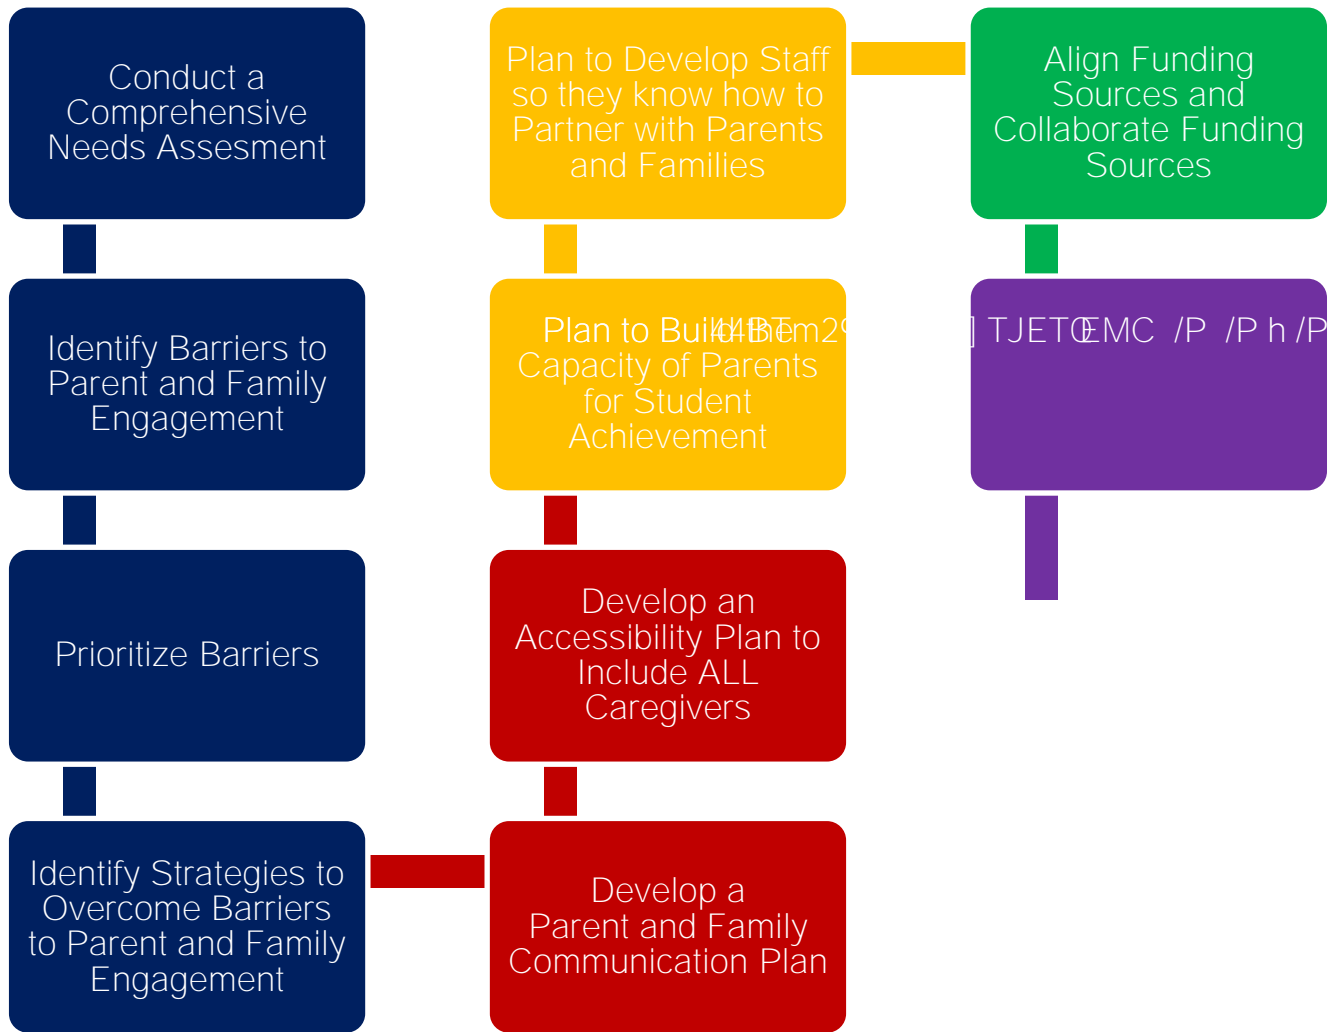 Conduct a
Comprehensive
Needs Assesment
Identify Barriers to
Parent and Family
Engagement
Prioritize Barriers
Identify Strategies to
Overcome Barriers
to Parent and Family
Engagement
Develop a
Parent and Family
Communication Plan
Develop an
Accessibility Plan to
Include ALL
Caregivers
Plan to Build the
Capacity of Parents
for Student
Achievement
Plan to Develop Staff
so they know how to
Partner with Parents
and Families
Align Funding
Sources and
Collaborate Funding
Sources
] TJET EMC /P /P h /P